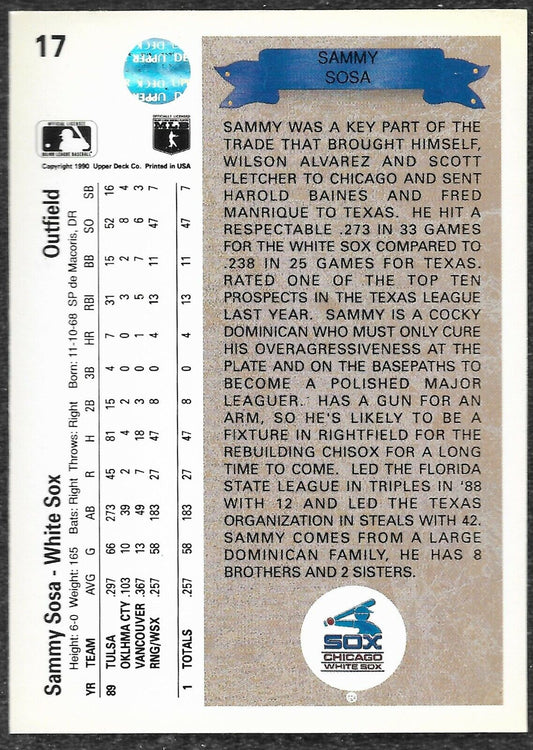 17
UPPER DECK
OFFICIAL LICENSEE
MAJOR LEAGUE BASEBALL
OFFICIALLY LICENSED
MLB
Copyright 1990 Upper Deck Co. Printed in USA
Sammy Sosa - White Sox Outfield
Height: 6-0 Weight: 165 Bats: Right Throws: Right Born: 11-10-68 SP de Macoris, DR
YR TEAM AVG G AB R H 2B 3B HR RBI BB SO SB
89 TULSA .297 66 273 45 81 15 4 7 31 15 52 16
OKLHMA CTY .103 10 39 2 4 2 0 0 3 2 8 4
VANCOUVER .367 13 49 7 18 3 0 1 5 7 6 3
RNG/WSX .257 58 183 27 47 8 0 4 13 11 47 7
1 TOTALS .257 58 183 27 47 8 0 4 13 11 47 7
SAMMY
SOSA
SAMMY WAS A KEY PART OF THE
TRADE THAT BROUGHT HIMSELF,
WILSON ALVAREZ AND SCOTT
FLETCHER TO CHICAGO AND SENT
HAROLD BAINES AND FRED
MANRIQUE TO TEXAS. HE HIT A
RESPECTABLE .273 IN 33 GAMES
FOR THE WHITE SOX COMPARED TO
.238 IN 25 GAMES FOR TEXAS.
RATED ONE OF THE TOP TEN
PROSPECTS IN THE TEXAS LEAGUE
LAST YEAR. SAMMY IS A COCKY
DOMINICAN WHO MUST ONLY CURE
HIS OVERAGRESSIVENESS AT THE
PLATE AND ON THE BASEPATHS TO
BECOME A POLISHED MAJOR
LEAGUER. HAS A GUN FOR AN
ARM, SO HE'S LIKELY TO BE A
FIXTURE IN RIGHTFIELD FOR THE
REBUILDING CHISOX FOR A LONG
TIME TO COME. LED THE FLORIDA
STATE LEAGUE IN TRIPLES IN '88
WITH 12 AND LED THE TEXAS
ORGANIZATION IN STEALS WITH 42.
SAMMY COMES FROM A LARGE
DOMINICAN FAMILY, HE HAS 8
BROTHERS AND 2 SISTERS.
SOX
CHICAGO
WHITE SOX